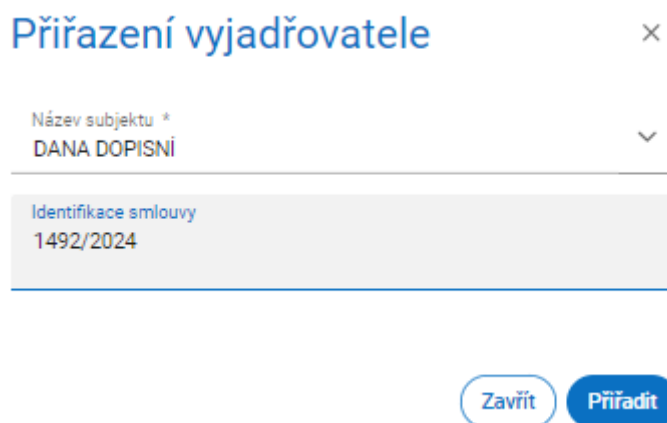 Přiřazení vyjadřovatele
Název subjektu *
DANA DOPISNÍ
Identifikace smlouvy
1492/2024
Zavřít
Přiřadit